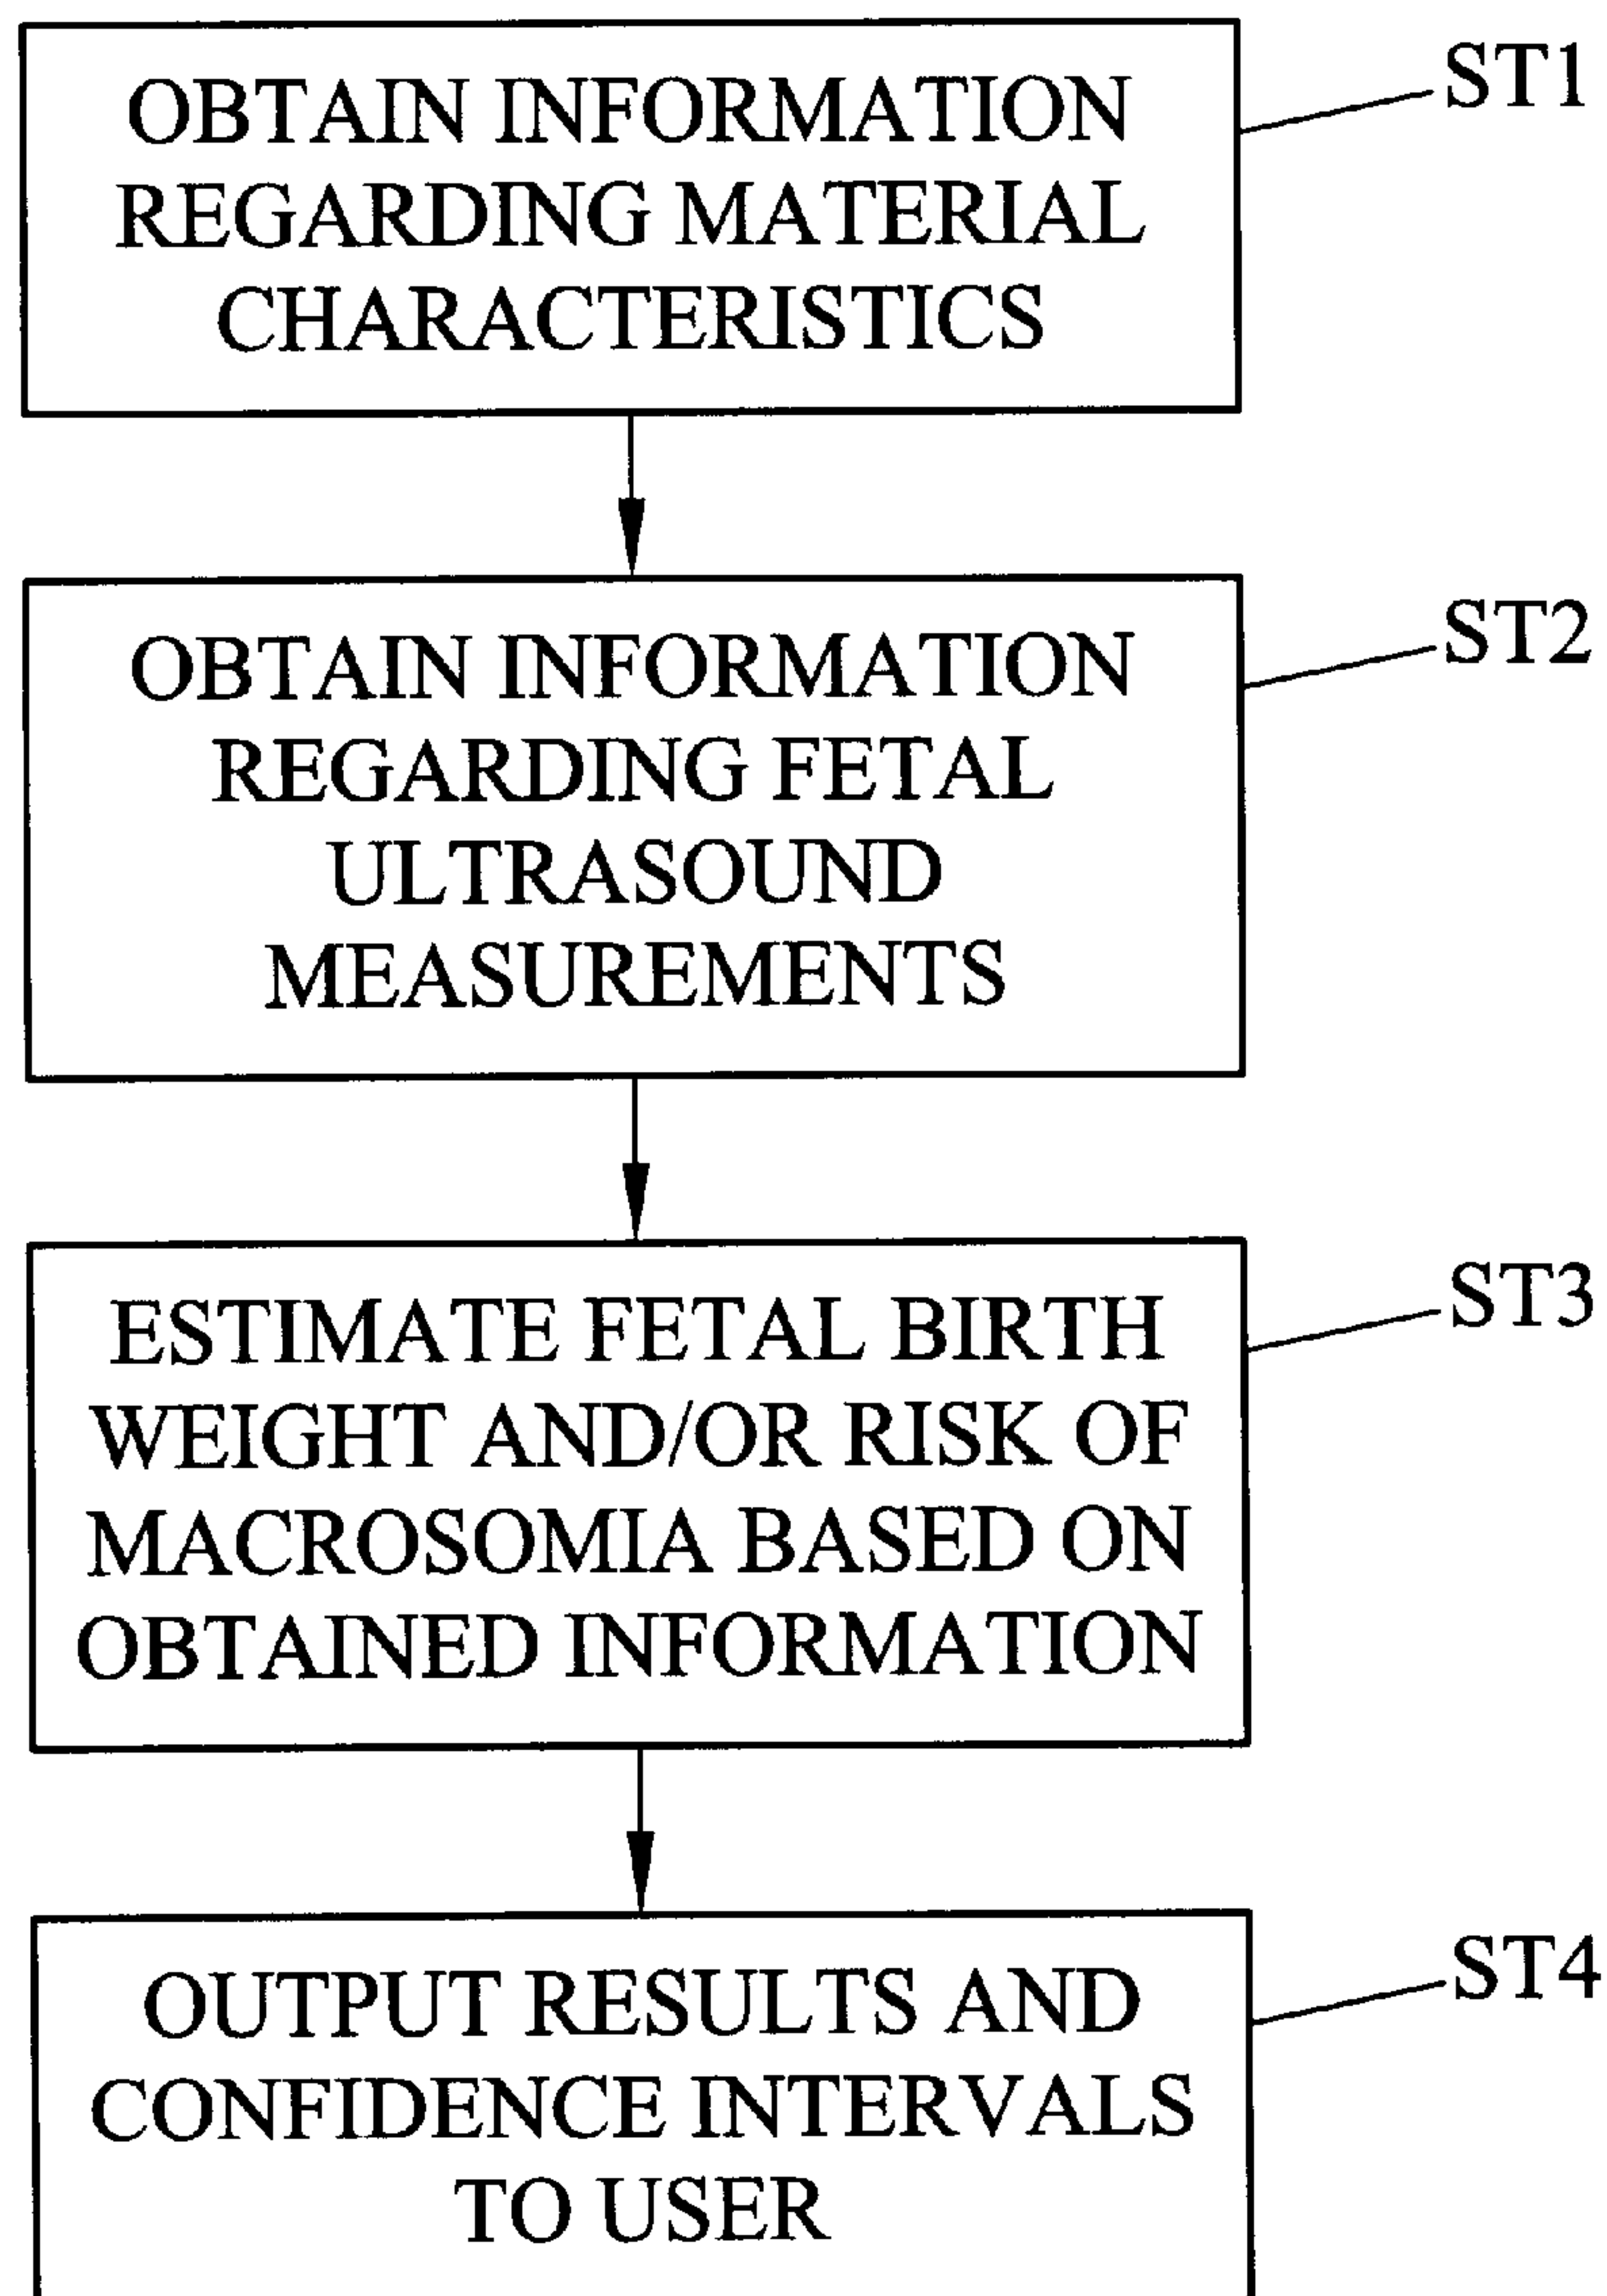 OBTAIN INFORMATION
REGARDING MATERIAL
CHARACTERISTICS
ST1
OBTAIN INFORMATION
REGARDING FETAL
ULTRASOUND
MEASUREMENTS
ST2
ESTIMATE FETAL BIRTH
WEIGHT AND/OR RISK OF
MACROSOMIA BASED ON
OBTAINED INFORMATION
ST3
OUTPUT RESULTS AND
CONFIDENCE INTERVALS
TO USER
ST4